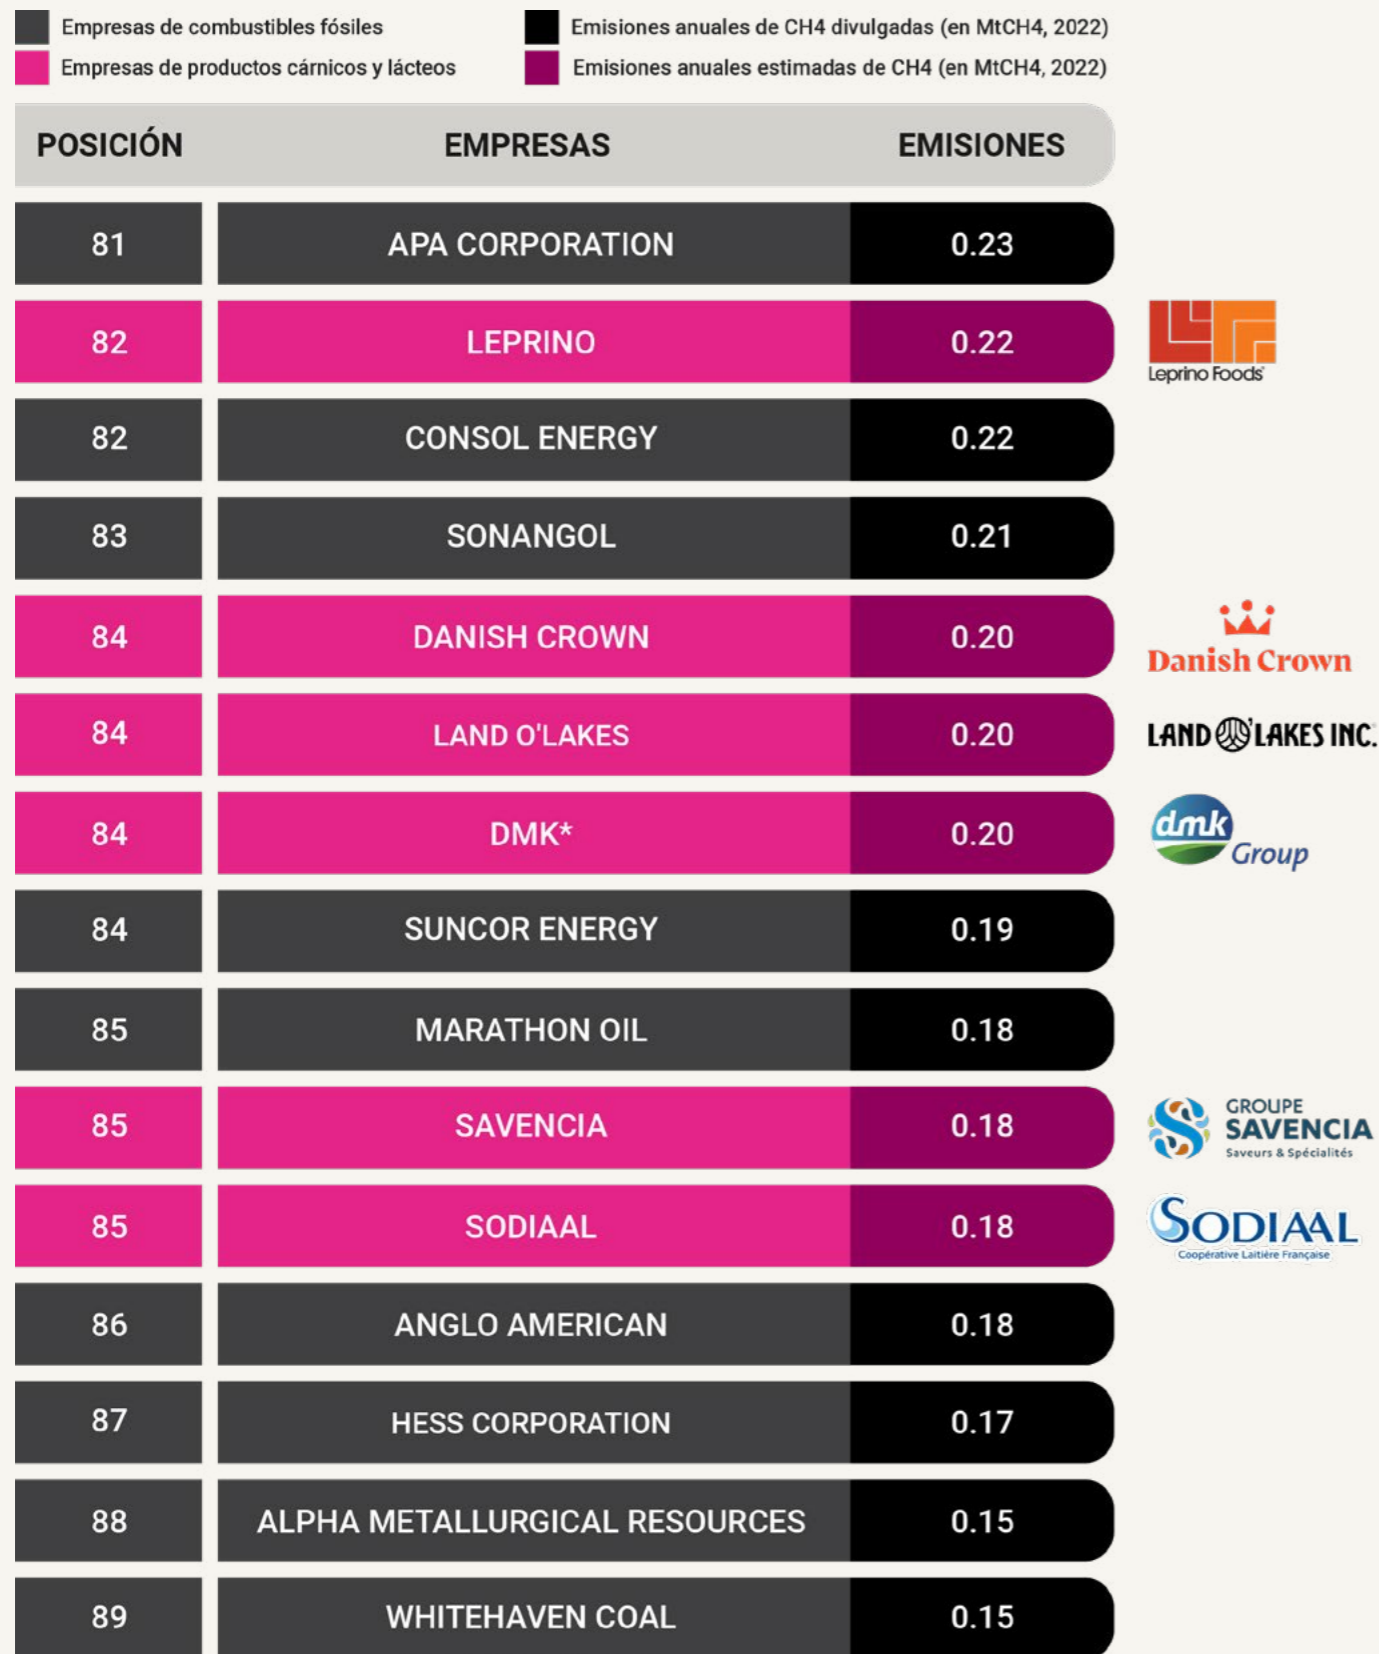 Empresas de combustibles fósiles
Emisiones anuales de CH4 divulgadas (en MtCH4, 2022)
Empresas de productos cárnicos y lácteos
Emisiones anuales estimadas de CH4 (en MtCH4, 2022)
POSICIÓN EMPRESAS EMISIONES
81 APA CORPORATION 0.23
82 LEPRINO 0.22
Leprino Foods
82 CONSOL ENERGY 0.22
83 SONANGOL 0.21
84 DANISH CROWN 0.20
Danish Crown
84 LAND O'LAKES 0.20
LAND O'LAKES INC.
84 DMK* 0.20
dmk
Group
84 SUNCOR ENERGY 0.19
85 MARATHON OIL 0.18
85 SAVENCIA 0.18
GROUPE
SAVENCIA
Saveurs & Spécialités
85 SODIAAL 0.18
SODIAAL
Coopérative Laitière Française
86 ANGLO AMERICAN 0.18
87 HESS CORPORATION 0.17
88 ALPHA METALLURGICAL RESOURCES 0.15
89 WHITEHAVEN COAL 0.15